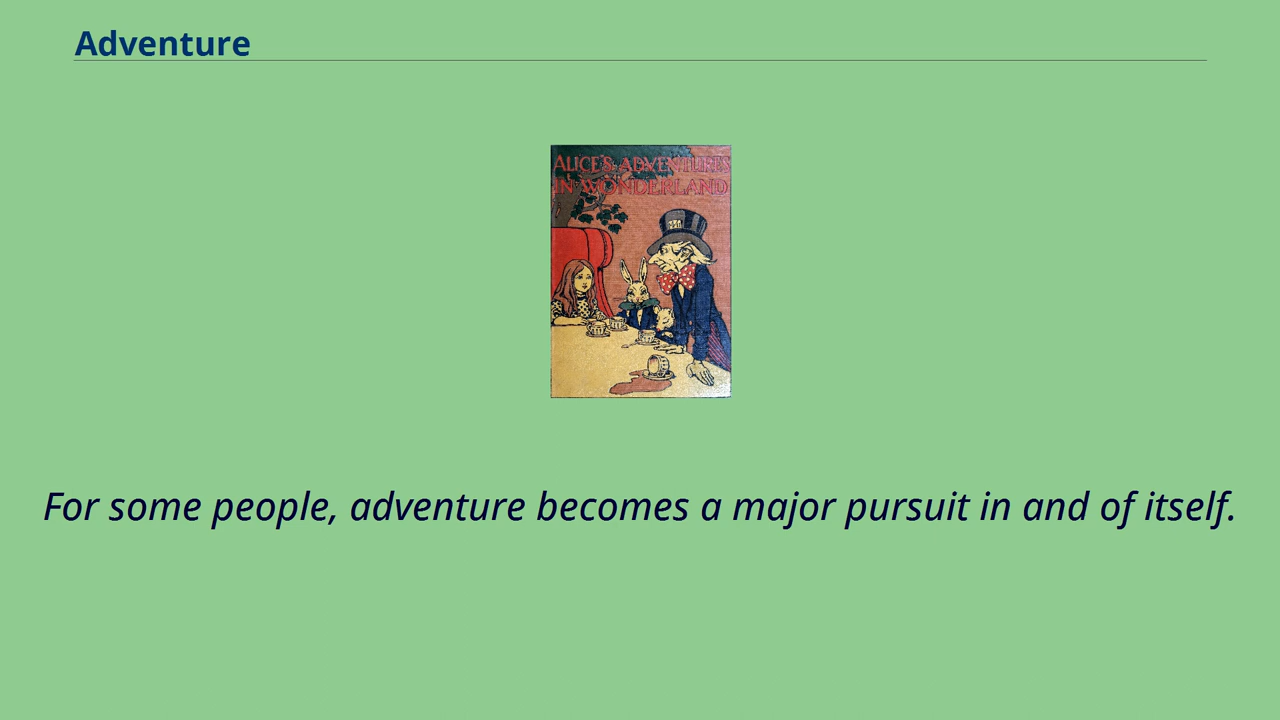 Adventure
ALICE'S ADVENTURES
IN WONDERLAND
For some people, adventure becomes a major pursuit in and of itself.